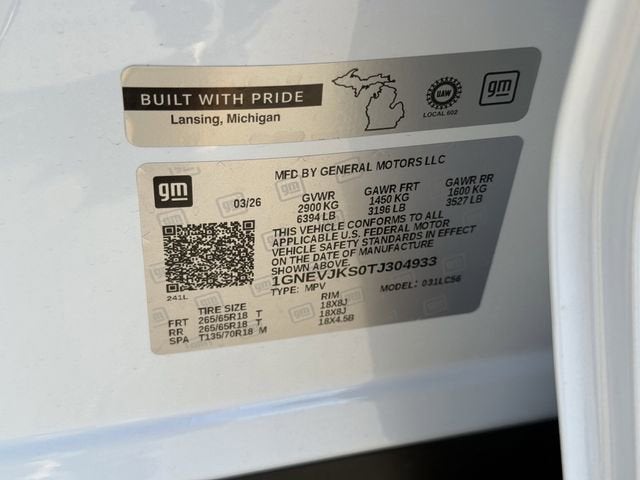 BUILT WITH PRIDE
Lansing, Michigan
UAW
LOCAL 602
gm
gm
MFD BY GENERAL MOTORS LLC
03/26
GVWR GAWR FRT GAWR RR
2900 KG 1450 KG 1600 KG
6394 LB 3196 LB 3527 LB
THIS VEHICLE CONFORMS TO ALL
APPLICABLE U.S. FEDERAL MOTOR
VEHICLE SAFETY STANDARDS IN EFFECT
ON THE DATE OF MANUFACTURE
SHOWN ABOVE.
1GNEVJKS0TJ304933
TYPE: MPV MODEL: 031LC56
241L
TIRE SIZE RIM
FRT 265/65R18 T 18X8J
RR 265/65R18 T 18X8J
SPA T135/70R18 M 18X4.5B